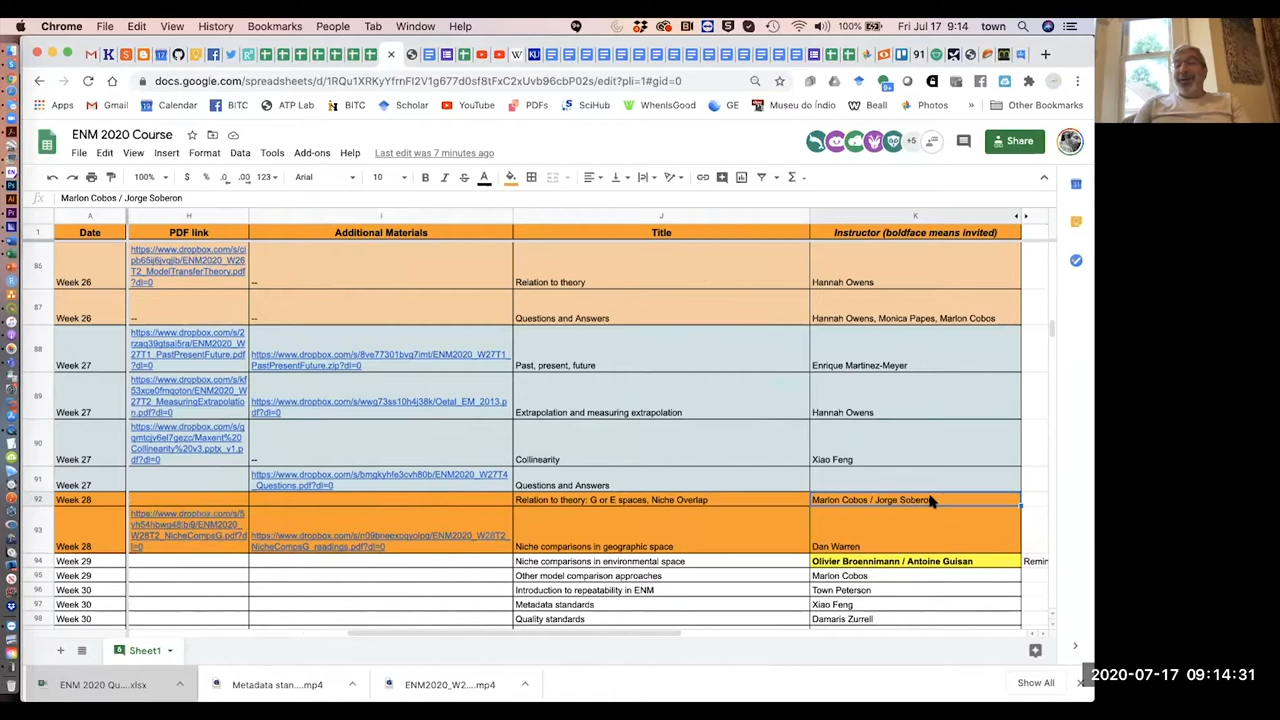 Chrome File Edit View History Bookmarks People Tab Window Help 100% Fri Jul 17 9:14 town
docs.google.com/spreadsheets/d/1RQu1XRKyYfrnFI2V1g677d0sf8tFxC2xUvb96cbP02s/edit?pli=1#gid=0
Apps Gmail Calendar BITC ATP Lab BITC Scholar YouTube PDFs SciHub WhenIsGood GE Museu do índio Beall Photos » Other Bookmarks
ENM 2020 Course
+5 Share
File Edit View Insert Format Data Tools Add-ons Help Last edit was 7 minutes ago
100% $ % .0 .00 123 Arial 10 B I S A
fx Marlon Cobos / Jorge Soberon
A H I J K
1 Date PDF link Additional Materials Title Instructor (boldface means invited)
86 Week 26 -- Relation to theory Hannah Owens
87 Week 26 -- -- Questions and Answers Hannah Owens, Monica Papes, Marlon Cobos
88 Week 27 Past, present, future Enrique Martinez-Meyer
89 Week 27 Extrapolation and measuring extrapolation Hannah Owens
90 Week 27 -- Collinearity Xiao Feng
91 Week 27 Questions and Answers
92 Week 28 Relation to theory: G or E spaces, Niche Overlap Marlon Cobos / Jorge Soberon
93 Week 28 Niche comparisons in geographic space Dan Warren
94 Week 29 Niche comparisons in environmental space Olivier Broennimann / Antoine Guisan Remin
95 Week 29 Other model comparison approaches Marlon Cobos
96 Week 30 Introduction to repeatability in ENM Town Peterson
97 Week 30 Metadata standards Xiao Feng
98 Week 30 Quality standards Damaris Zurrell
Sheet1
ENM 2020 Qu....xlsx Metadata stan....mp4 ENM2020_W2....mp4 Show All
2020-07-17 09:14:31